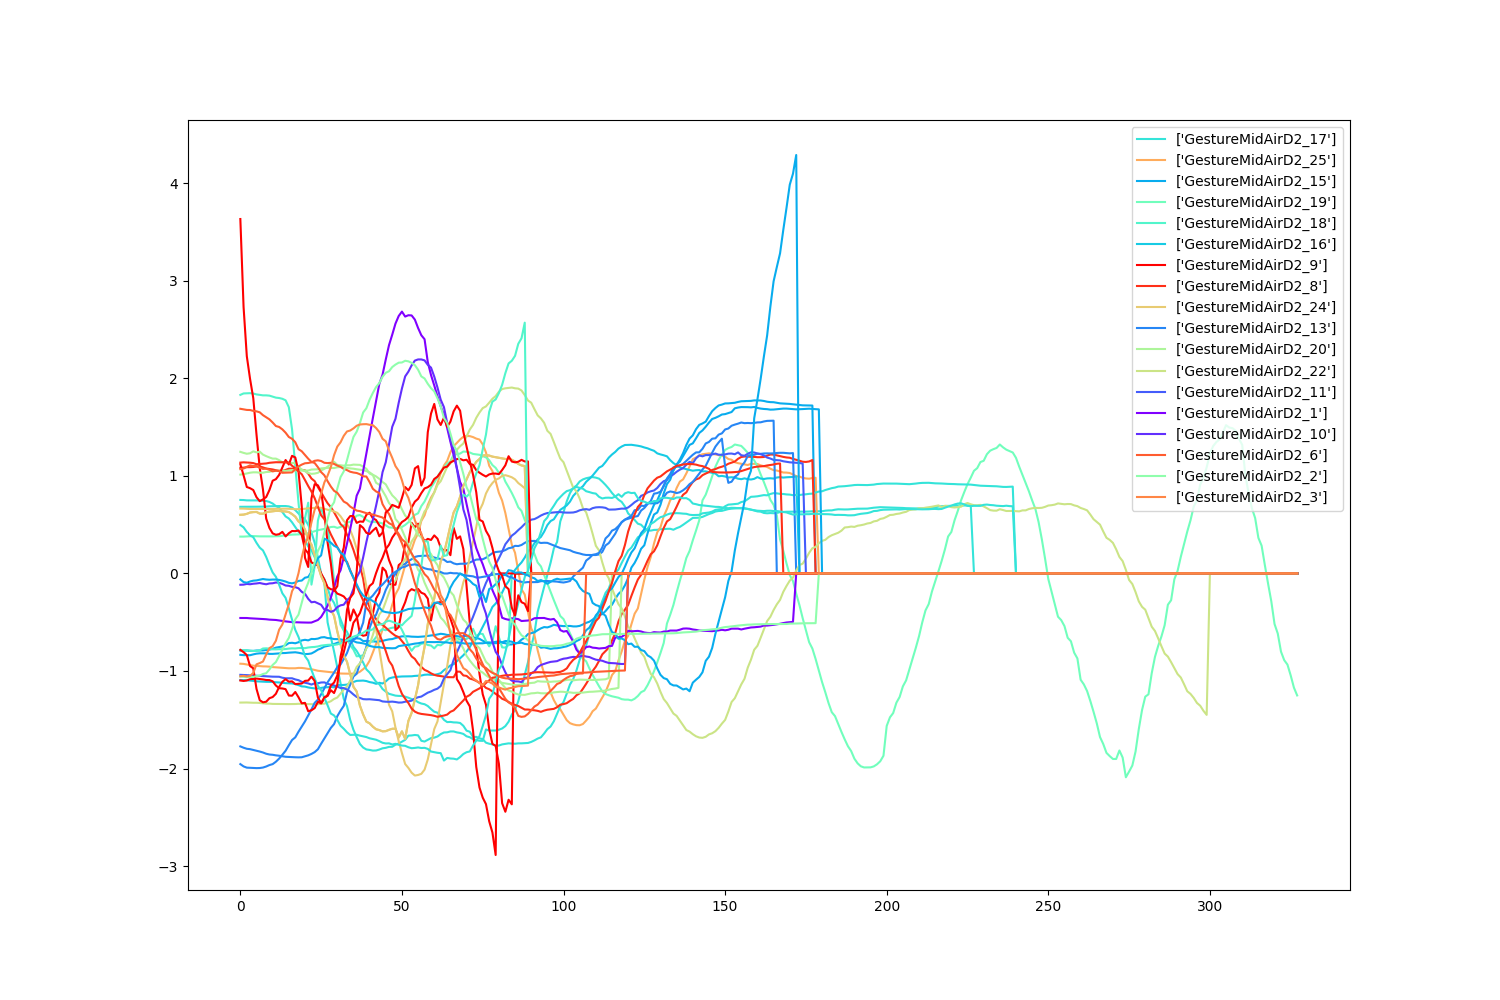 ['GestureMidAirD2_17']
['GestureMidAirD2_25']
['GestureMidAirD2_15']
['GestureMidAirD2_19']
['GestureMidAirD2_18']
['GestureMidAirD2_16']
['GestureMidAirD2_9']
['GestureMidAirD2_8']
['GestureMidAirD2_24']
['GestureMidAirD2_13']
['GestureMidAirD2_20']
['GestureMidAirD2_22']
['GestureMidAirD2_11']
['GestureMidAirD2_1']
['GestureMidAirD2_10']
['GestureMidAirD2_6']
['GestureMidAirD2_2']
['GestureMidAirD2_3']
4
3
2
1
0
−1
−2
−3
0 50 100 150 200 250 300